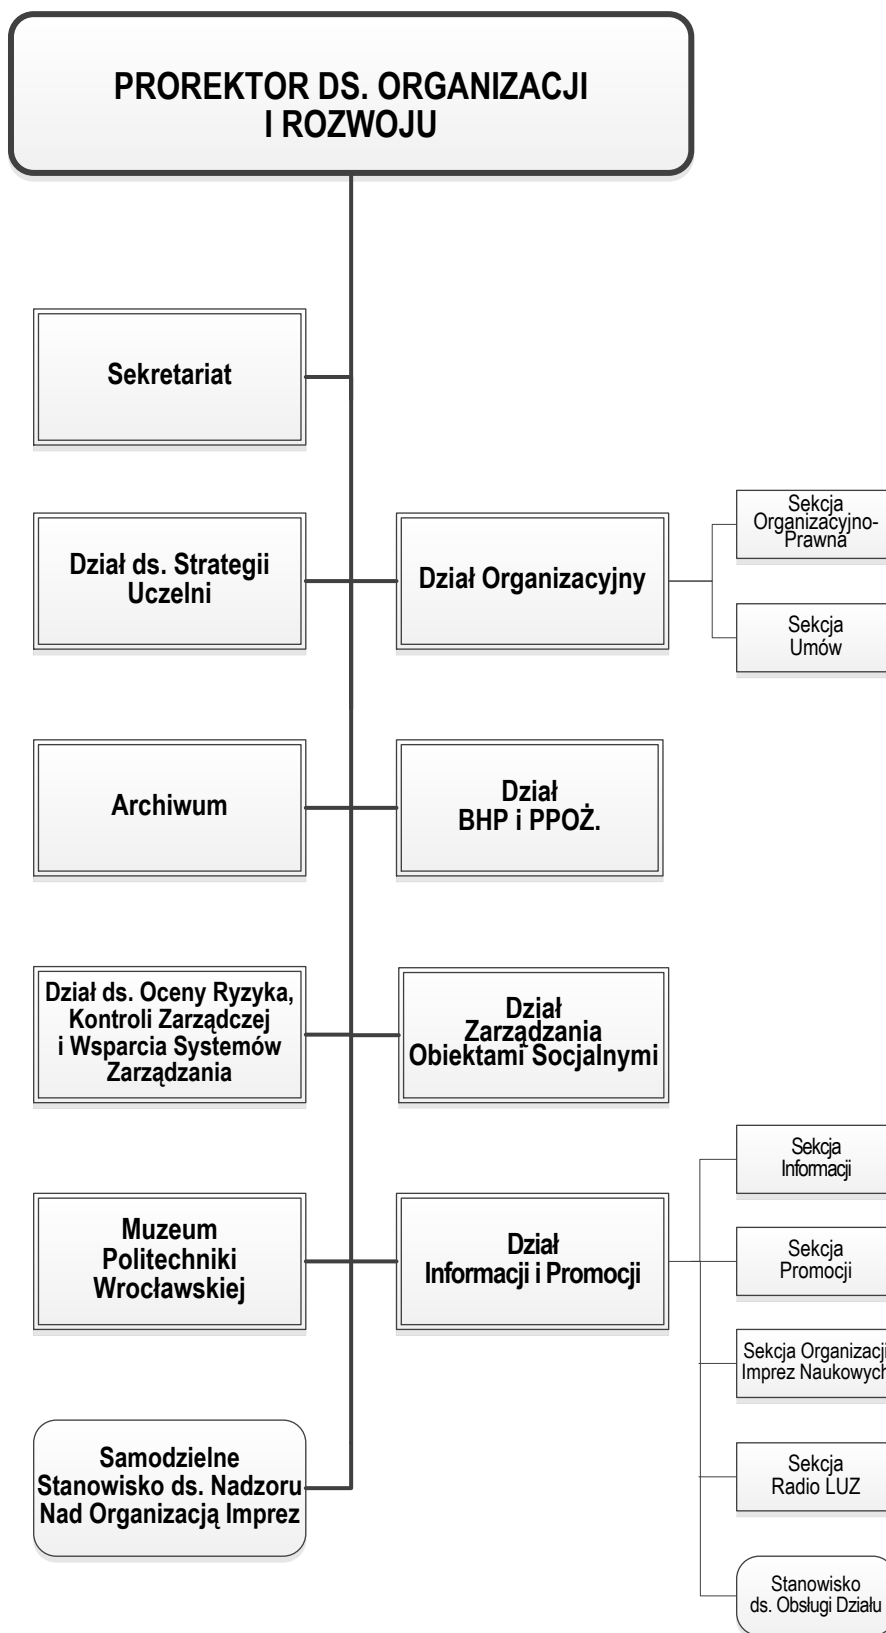 PROREKTOR DS. ORGANIZACJI
I ROZWOJU
Sekretariat
Dział ds. Strategii
Uczelni
Dział Organizacyjny
Sekcja
Organizacyjno-
Prawna
Sekcja
Umów
Archiwum
Dział
BHP i PPOŻ.
Dział ds. Oceny Ryzyka,
Kontroli Zarządczej
i Wsparcia Systemów
Zarządzania
Dział
Zarządzania
Obiektami Socjalnymi
Muzeum
Politechniki
Wrocławskiej
Dział
Informacji i Promocji
Sekcja
Informacji
Sekcja
Promocji
Sekcja Organizacji
Imprez Naukowych
Sekcja
Radio LUZ
Stanowisko
ds. Obsługi Działu
Samodzielne
Stanowisko ds. Nadzoru
Nad Organizacją Imprez